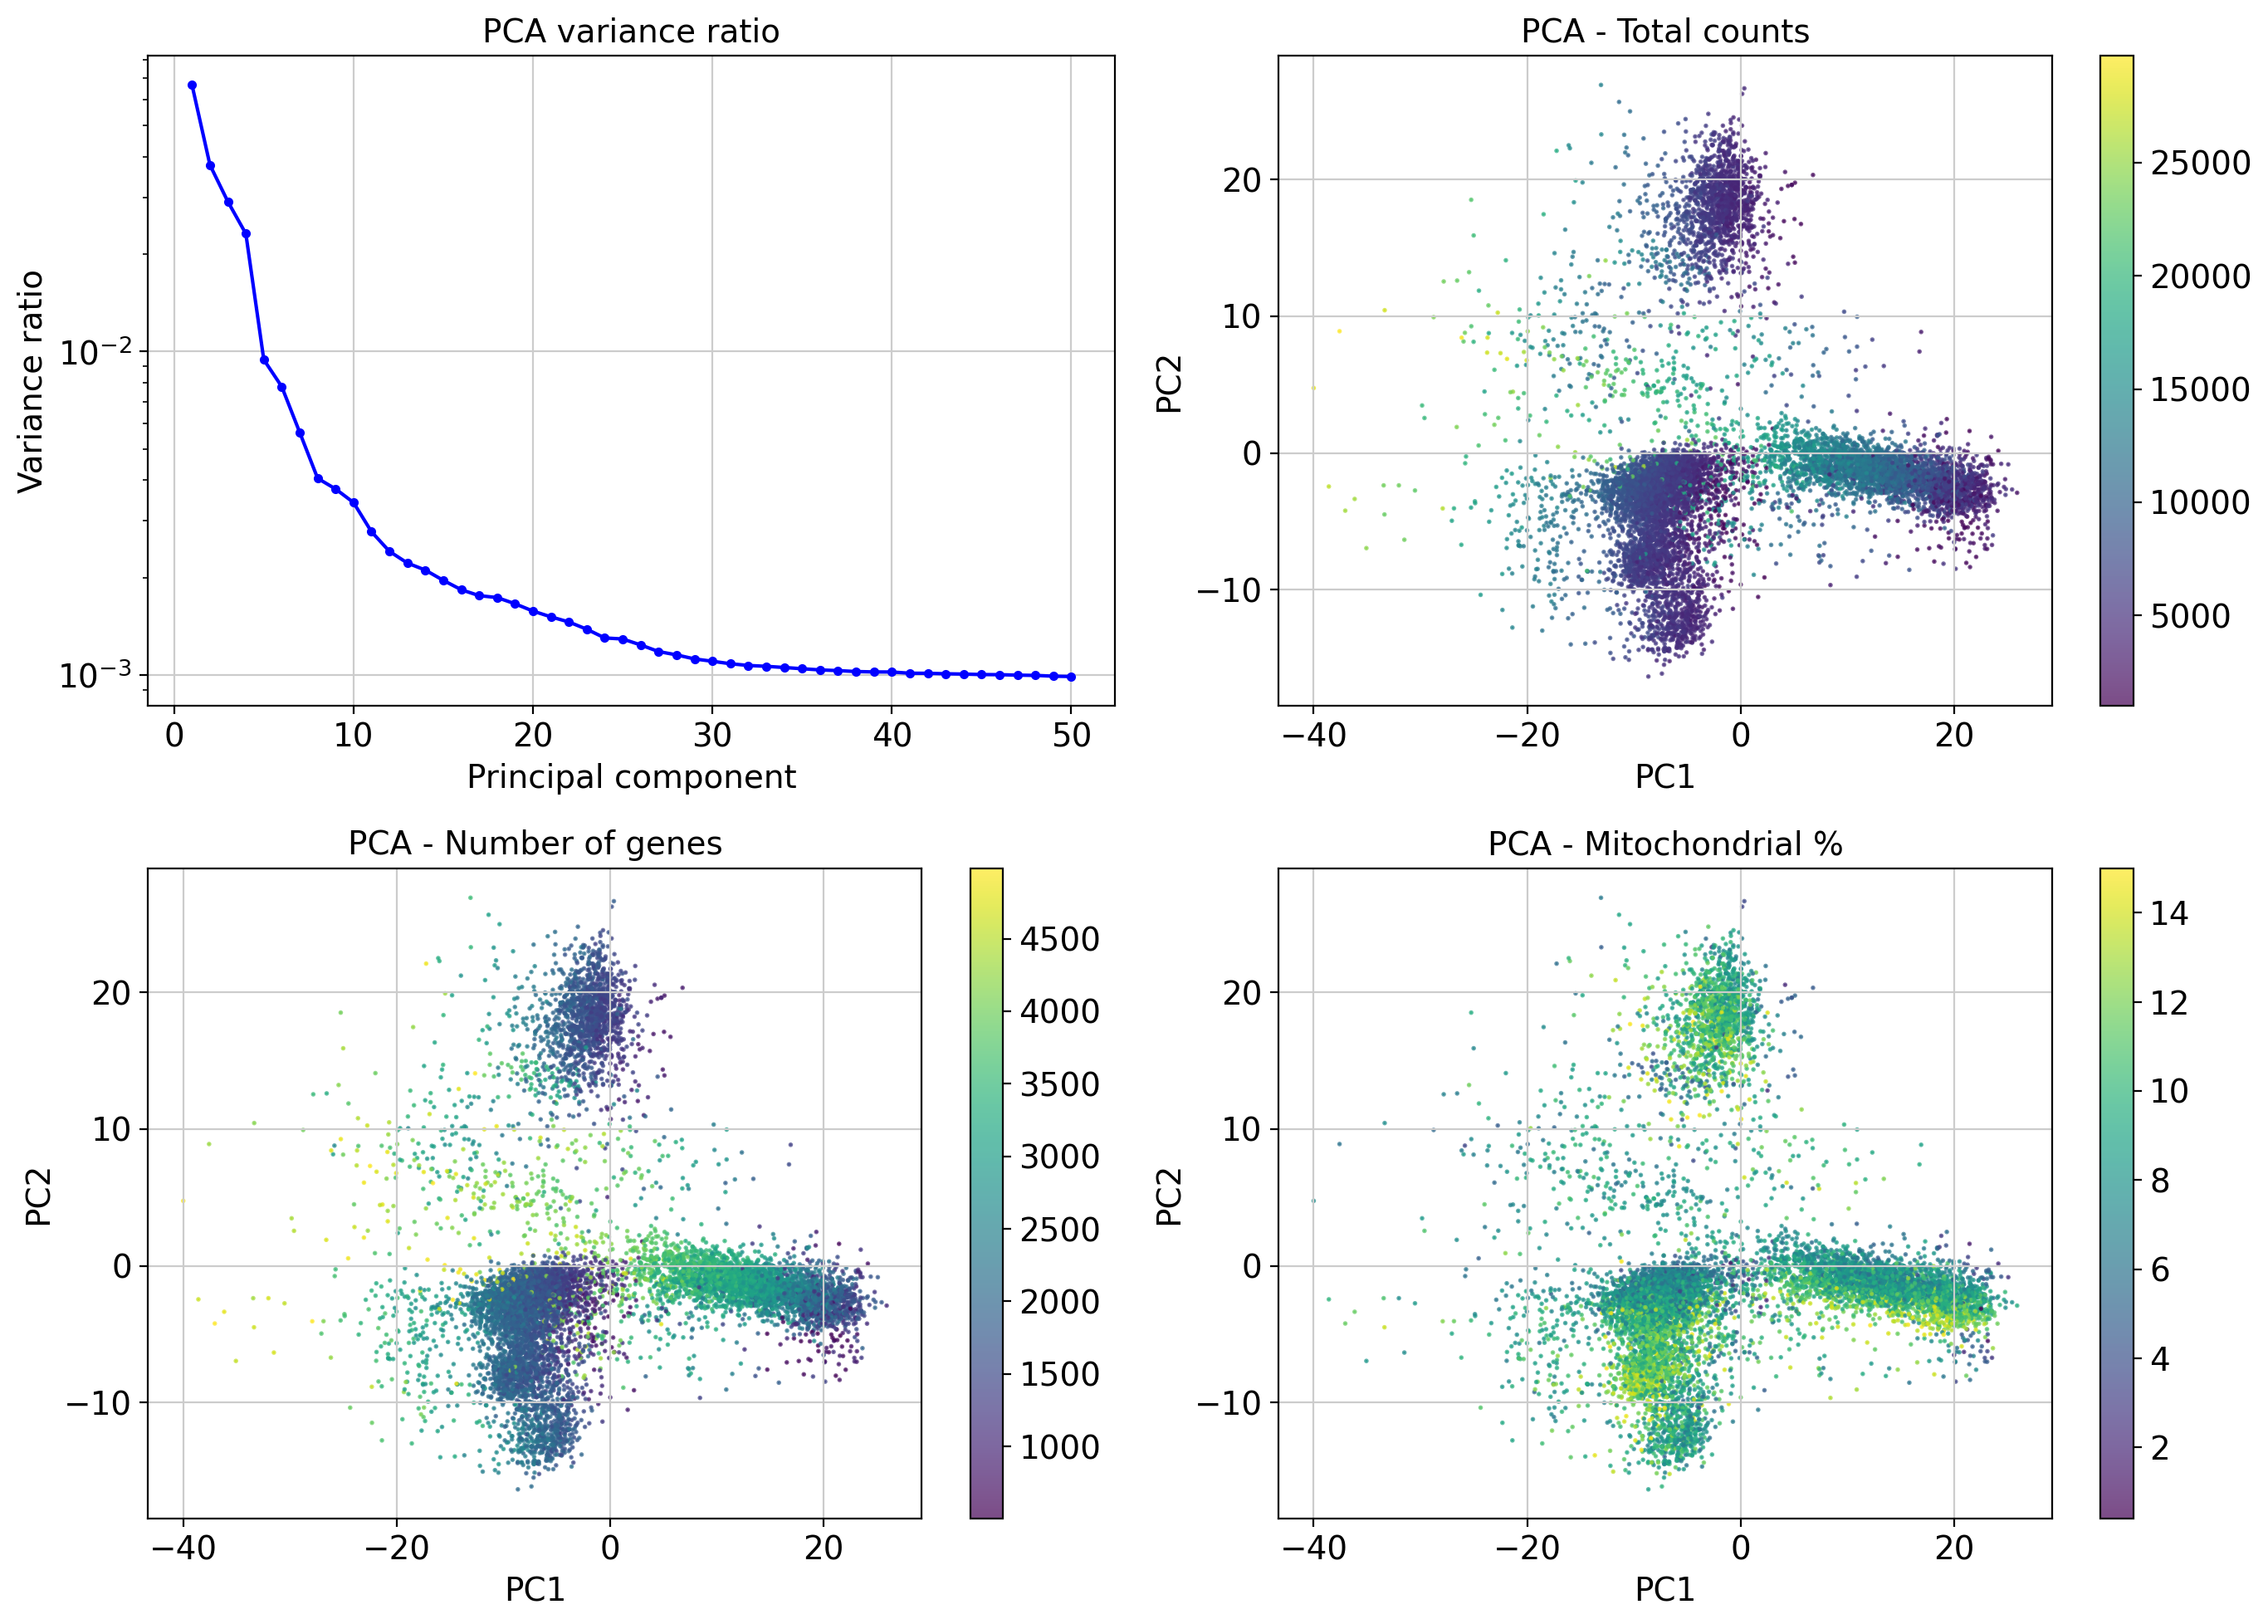 PCA variance ratio
Variance ratio
10⁻²
10⁻³
0 10 20 30 40 50
Principal component
PCA - Total counts
PC2
20
10
0
−10
−40 −20 0 20
PC1
25000
20000
15000
10000
5000
PCA - Number of genes
PC2
20
10
0
−10
−40 −20 0 20
PC1
4500
4000
3500
3000
2500
2000
1500
1000
PCA - Mitochondrial %
PC2
20
10
0
−10
−40 −20 0 20
PC1
14
12
10
8
6
4
2